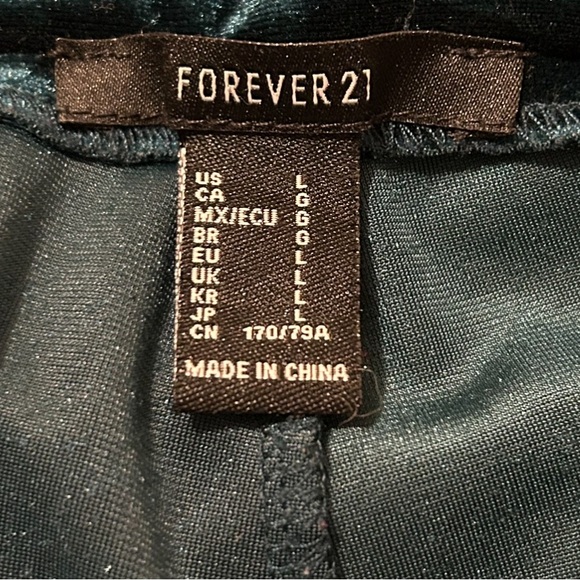 FOREVER 21
US L
CA G
MX/ECU G
BR G
EU L
UK L
KR L
JP L
CN 170/79A
MADE IN CHINA